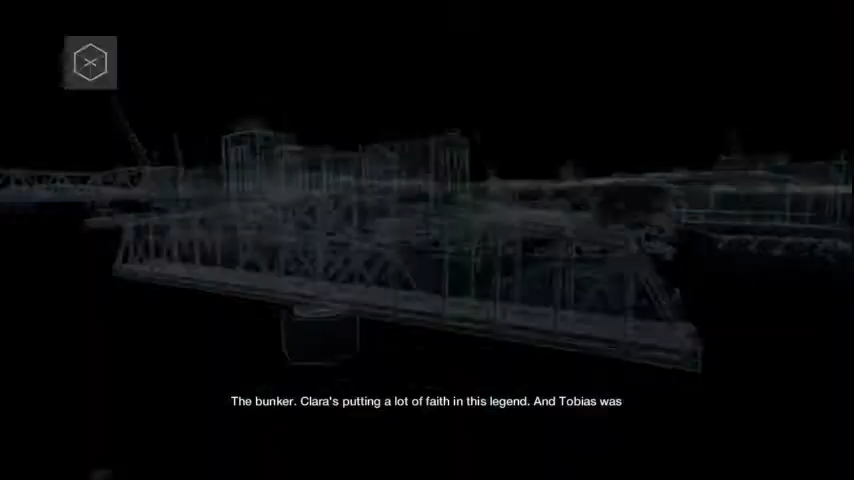 The bunker. Clara's putting a lot of faith in this legend. And Tobias was